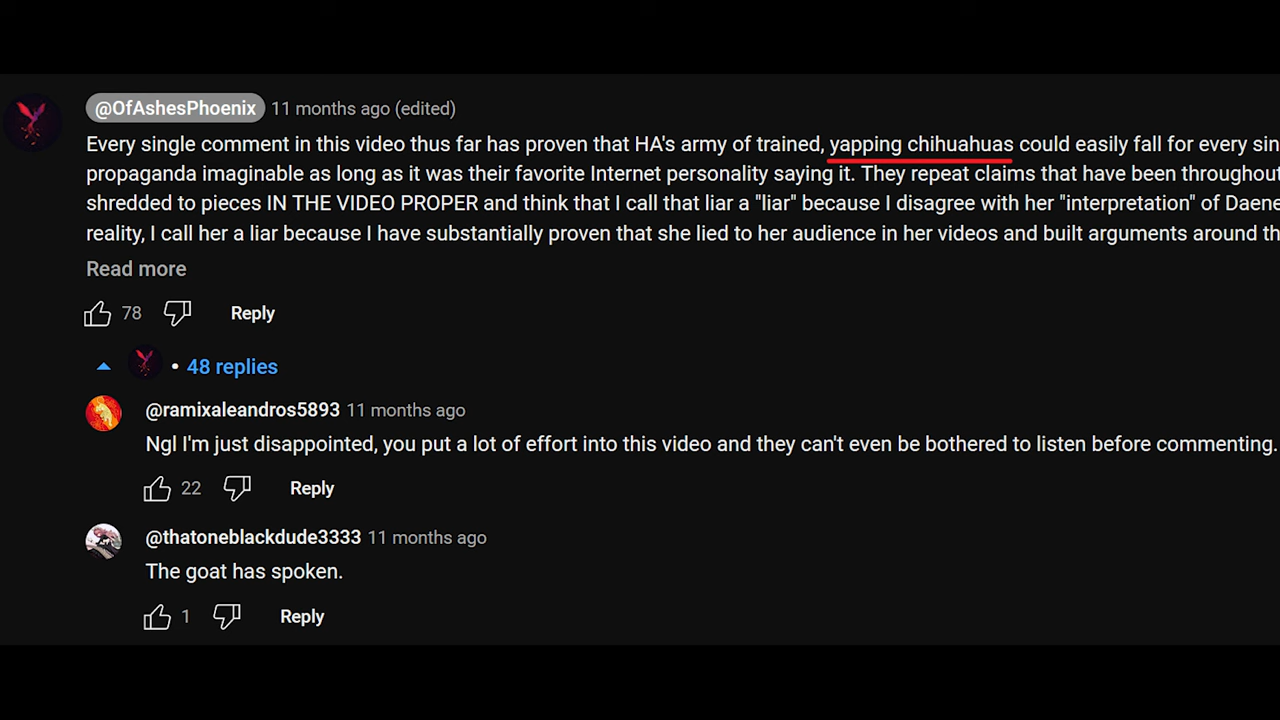 @OfAshesPhoenix 11 months ago (edited)
Every single comment in this video thus far has proven that HA's army of trained, yapping chihuahuas could easily fall for every sin
propaganda imaginable as long as it was their favorite Internet personality saying it. They repeat claims that have been throughout
shredded to pieces IN THE VIDEO PROPER and think that I call that liar a "liar" because I disagree with her "interpretation" of Daene
reality, I call her a liar because I have substantially proven that she lied to her audience in her videos and built arguments around th
Read more
78 Reply
• 48 replies
@ramixaleandros5893 11 months ago
Ngl I'm just disappointed, you put a lot of effort into this video and they can't even be bothered to listen before commenting.
22 Reply
@thatoneblackdude3333 11 months ago
The goat has spoken.
1 Reply